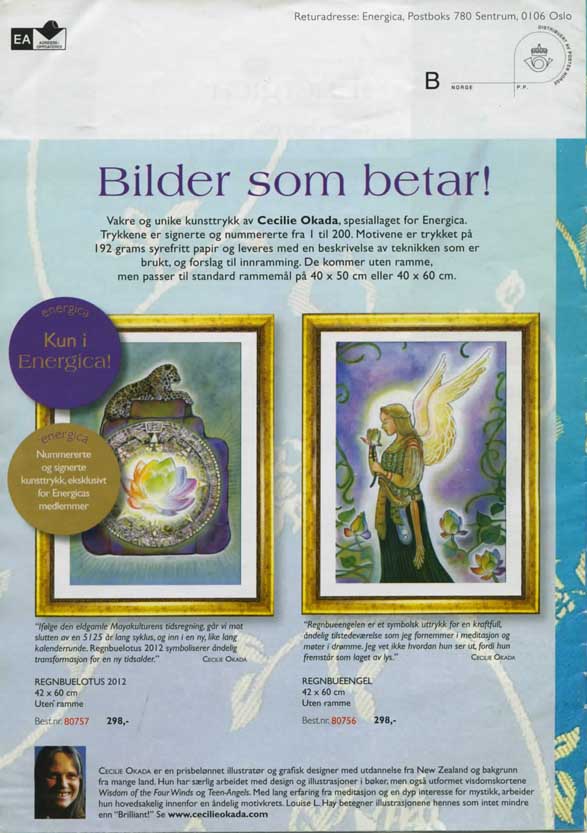 Returadresse: Energica, Postboks 780 Sentrum, 0106 Oslo
EA
DISTRIBUERT AV POSTEN NORGE
B
NORGE
P.P.
Bilder som betar!
Vakre og unike kunsttrykk av Cecilie Okada, spesiallaget for Energica.
Trykkene er signerte og nummererte fra 1 til 200. Motivene er trykket på
192 grams syrefritt papir og leveres med en beskrivelse av teknikken som er
brukt, og forslag til innramming. De kommer uten ramme,
men passer til standard rammemål på 40 x 50 cm eller 40 x 60 cm.
energica
Kun i
Energica!
energica
Nummererte
og signerte
kunsttrykk, eksklusivt
for Energicas
medlemmer
"Ifølge den eldgamle Mayakulturens tidsregning, går vi mot
slutten av en 5125 år lang syklus, og inn i en ny, like lang
kalenderrunde. Regnbuelotus 2012 symboliserer åndelig
transformasjon for en ny tidsalder." CECILIE OKADA
REGNBUELOTUS 2012
42 x 60 cm
Uten ramme
Best.nr. 80757 298,-
"Regnbueengelen er et symbolsk uttrykk for en kraftfull,
åndelig tilstedeværelse som jeg fornemmer i meditasjon og
møter i drømme. Jeg vet ikke hvordan hun ser ut, fordi hun
fremstår som laget av lys." CECILIE OKADA
REGNBUEENGEL
42 x 60 cm
Uten ramme
Best.nr. 80756 298,-
CECILIE OKADA er en prisbelønnet illustratør og grafisk designer med utdannelse fra New Zealand og bakgrunn
fra mange land. Hun har særlig arbeidet med design og illustrasjoner i bøker, men også utformet visdomskortene
Wisdom of the Four Winds og Teen-Angels. Med lang erfaring fra meditasjon og en dyp interesse for mystikk, arbeider
hun hovedsakelig innenfor en åndelig motivkrets. Louise L. Hay betegner illustrasjonene hennes som intet mindre
enn "Brilliant!" Se www.cecilieokada.com